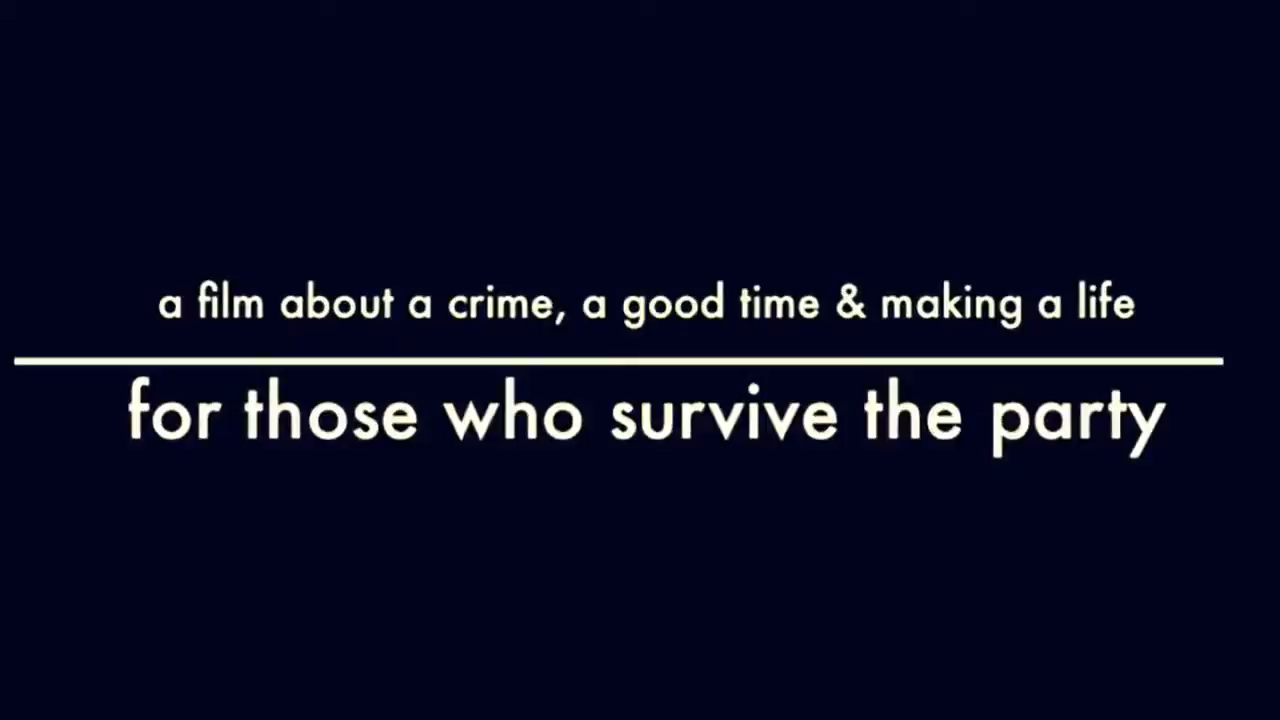 a film about a crime, a good time & making a life
for those who survive the party